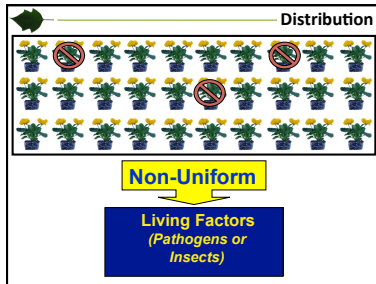 Distribution
Non-Uniform
Living Factors
(Pathogens or
Insects)